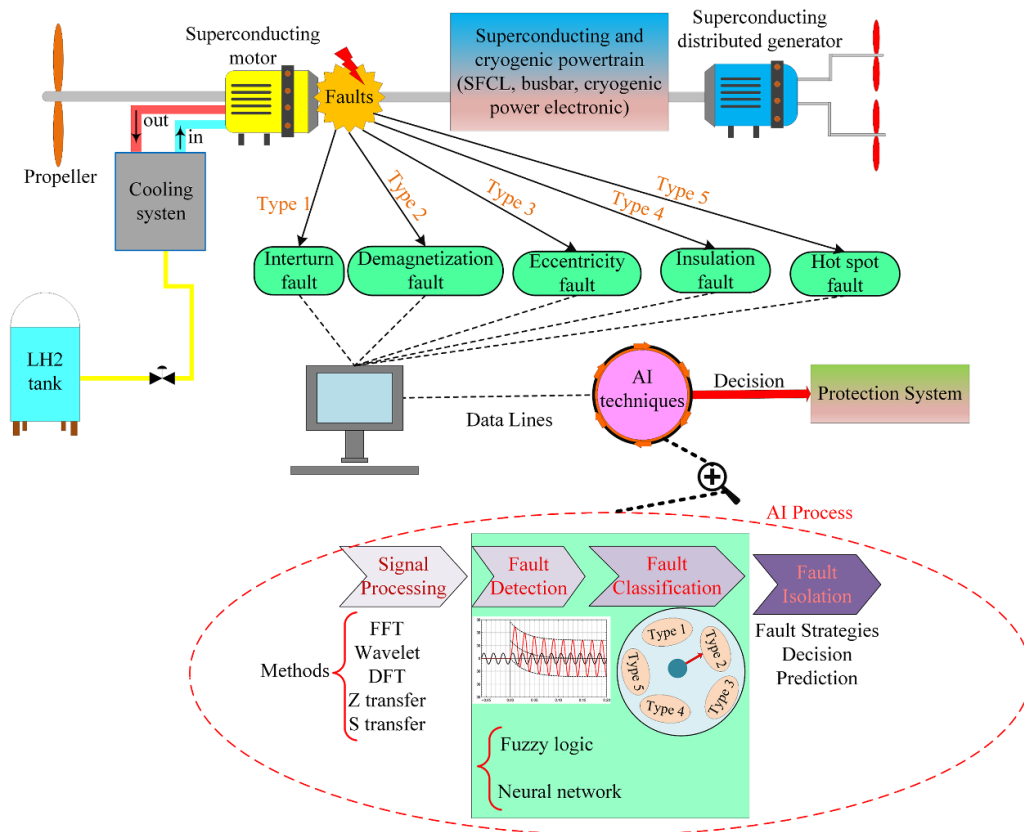 Superconducting
motor
Superconducting and
cryogenic powertrain
(SFCL, busbar, cryogenic
power electronic)
Superconducting
distributed generator
Faults
out
in
Propeller
Cooling
systen
Type 1
Type 2
Type 3
Type 4
Type 5
Interturn
fault
Demagnetization
fault
Eccentricity
fault
Insulation
fault
Hot spot
fault
LH2
tank
AI
techniques
Decision
Protection System
Data Lines
AI Process
Signal
Processing
Fault
Detection
Fault
Classification
Fault
Isolation
Methods
FFT
Wavelet
DFT
Z transfer
S transfer
Type 1
Type 2
Type 3
Type 4
Type 5
Fault Strategies
Decision
Prediction
Fuzzy logic
Neural network